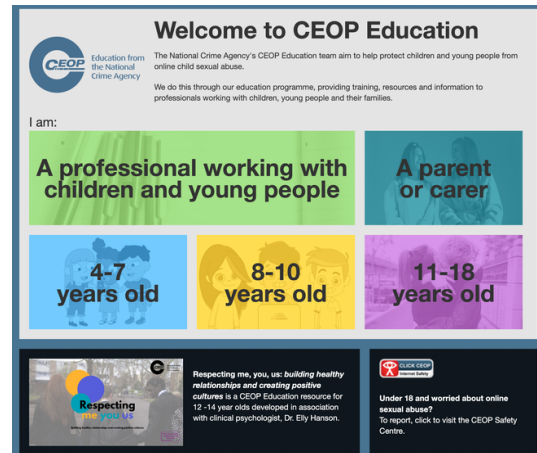 Welcome to CEOP Education
CEOP
Education from
the National
Crime Agency
The National Crime Agency's CEOP Education team aim to help protect children and young people from
online child sexual abuse.
We do this through our education programme, providing training, resources and information to
professionals working with children, young people and their families.
I am:
A professional working with
children and young people
A parent
or carer
4-7
years old
8-10
years old
11-18
years old
Respecting
me you us
Respecting me, you, us: building healthy
relationships and creating positive
cultures is a CEOP Education resource for
12 -14 year olds developed in association
with clinical psychologist, Dr. Elly Hanson.
CLICK CEOP
Internet Safety
Under 18 and worried about online
sexual abuse?
To report, click to visit the CEOP Safety
Centre.